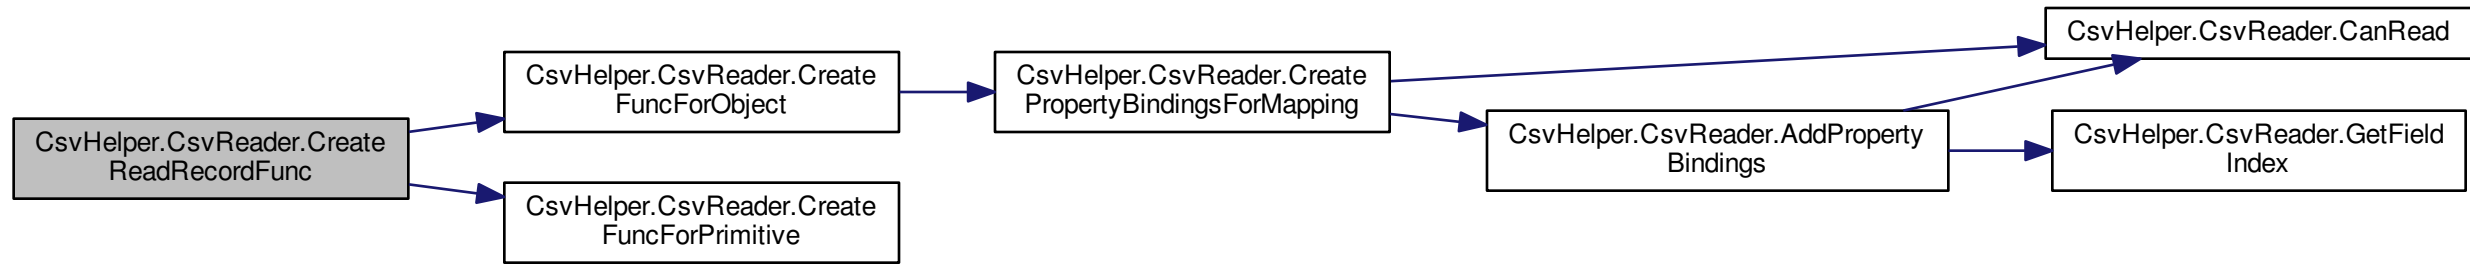 CsvHelper.CsvReader.Create
ReadRecordFunc
CsvHelper.CsvReader.Create
FuncForObject
CsvHelper.CsvReader.Create
FuncForPrimitive
CsvHelper.CsvReader.Create
PropertyBindingsForMapping
CsvHelper.CsvReader.AddProperty
Bindings
CsvHelper.CsvReader.CanRead
CsvHelper.CsvReader.GetField
Index